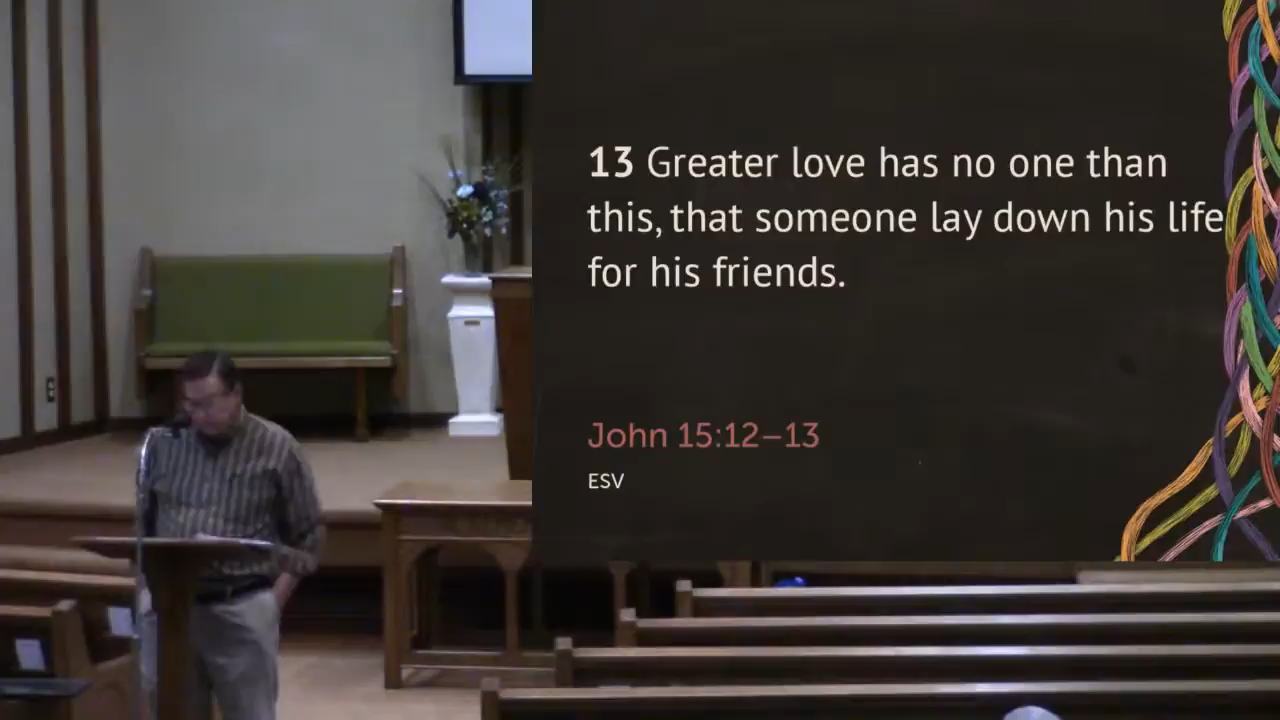 13 Greater love has no one than
this, that someone lay down his life
for his friends.
John 15:12–13
ESV